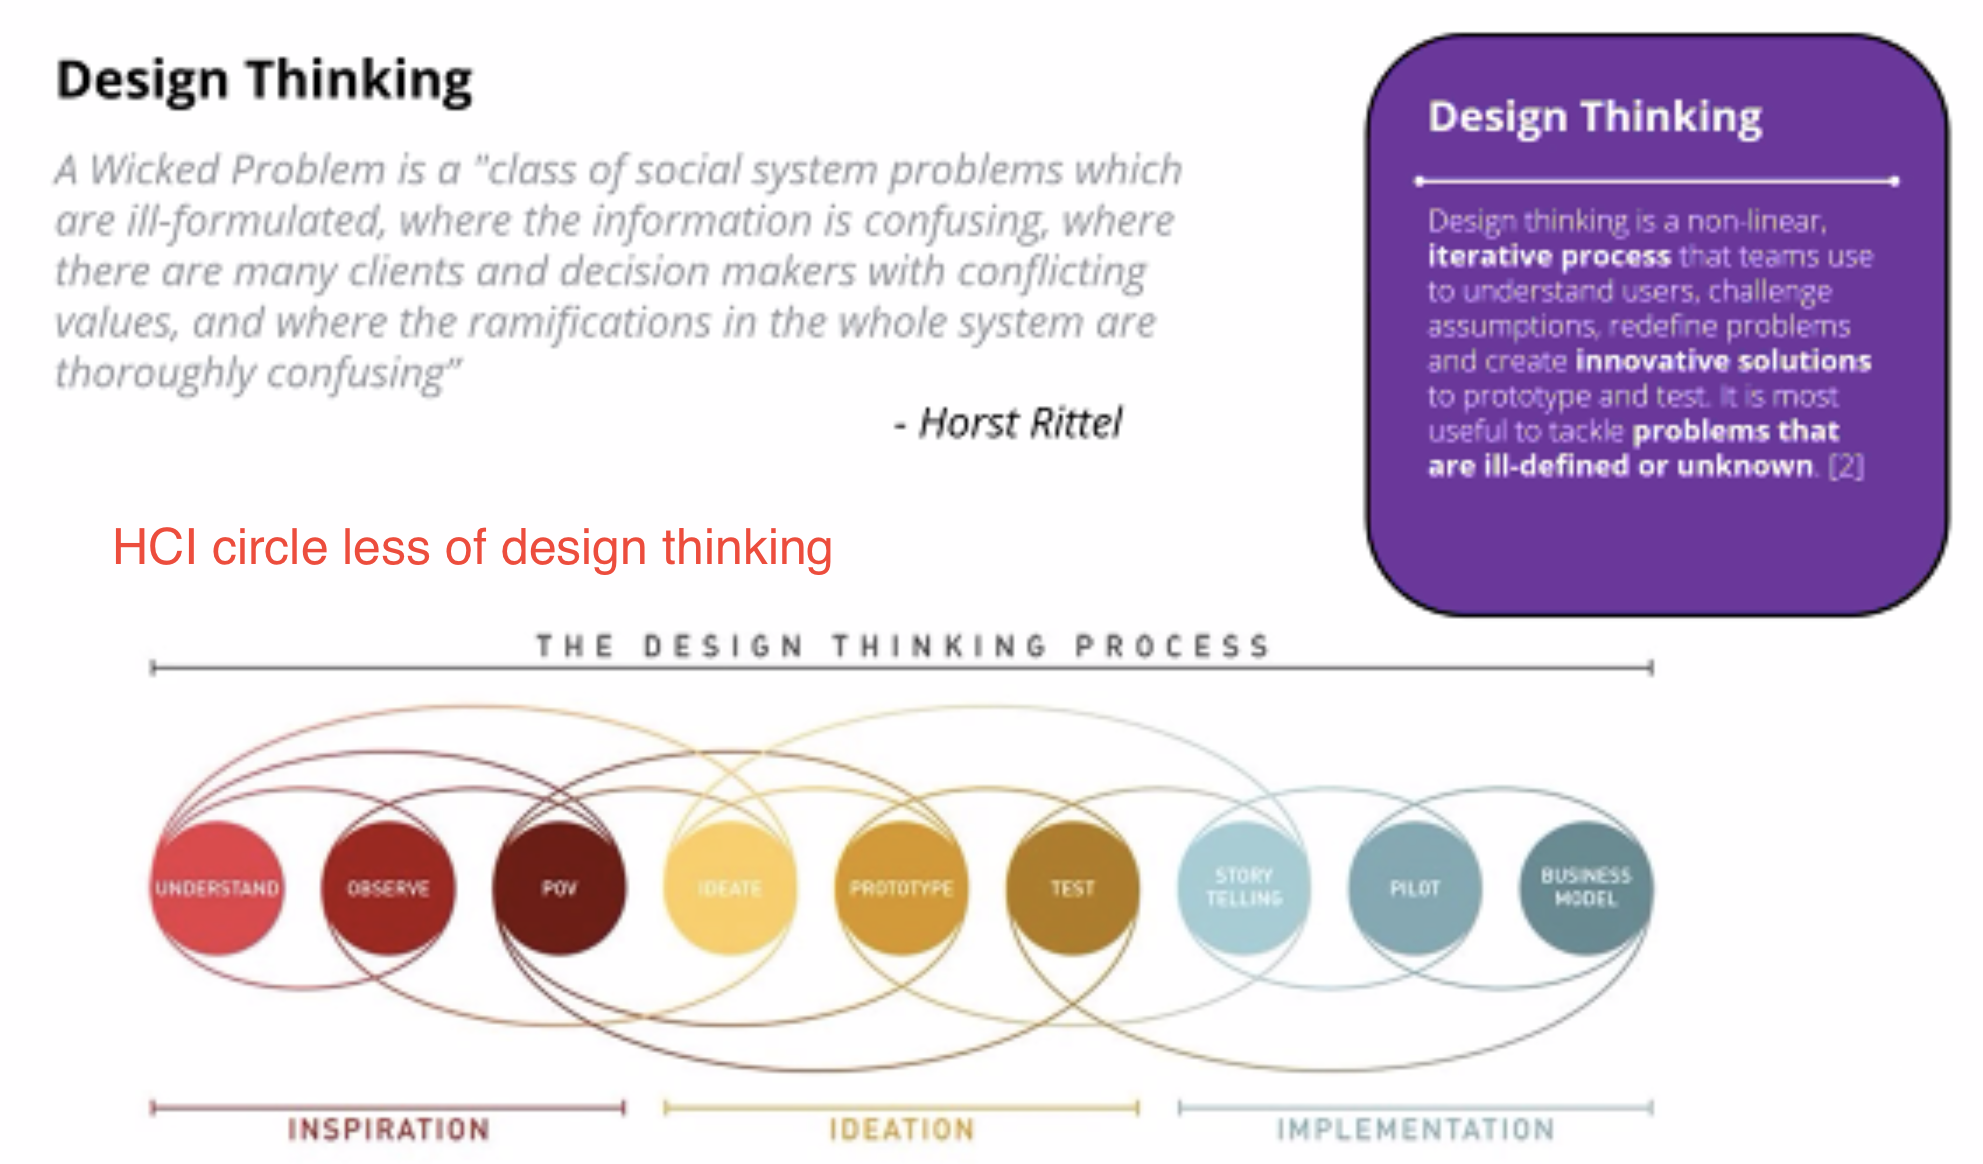 Design Thinking
A Wicked Problem is a "class of social system problems which
are ill-formulated, where the information is confusing, where
there are many clients and decision makers with conflicting
values, and where the ramifications in the whole system are
thoroughly confusing”
- Horst Rittel
Design Thinking
Design thinking is a non-linear,
iterative process that teams use
to understand users, challenge
assumptions, redefine problems
and create innovative solutions
to prototype and test. It is most
useful to tackle problems that
are ill-defined or unknown. [2]
HCI circle less of design thinking
THE DESIGN THINKING PROCESS
UNDERSTAND
OBSERVE
POV
IDEATE
PROTOTYPE
TEST
STORY
TELLING
PILOT
BUSINESS
MODEL
INSPIRATION
IDEATION
IMPLEMENTATION